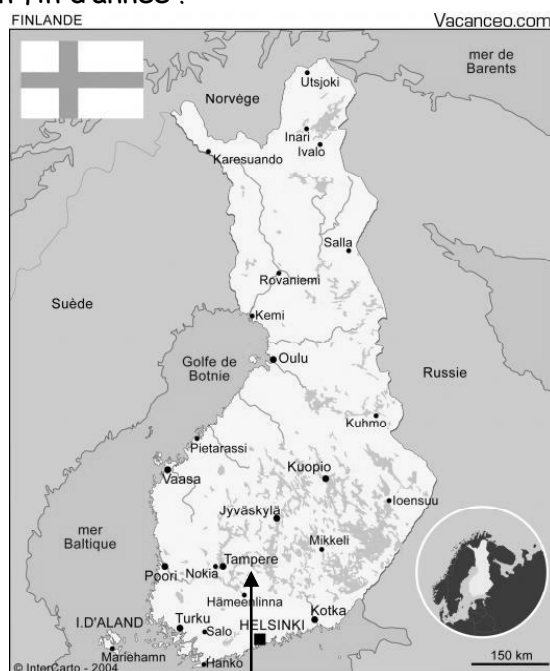 FINLANDE
Vacanceo.com
mer de
Barents
Utsjoki
Norvège
Inari
Ivalo
Karesuando
Salla
Rovaniemi
Suède
Kemi
Golfe de
Botnie
Oulu
Russie
Kuhmo
Pietarassi
Vaasa
Kuopio
Ioensuu
Jyväskylä
mer
Baltique
Mikkeli
Poori
Nokia
Tampere
Hämeenlinna
I.D'ALAND
Turku
Salo
HELSINKI
Kotka
Mariehamn
Hanko
© InterCarto - 2004
150 km